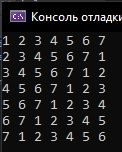 Консоль отладки
1 2 3 4 5 6 7
2 3 4 5 6 7 1
3 4 5 6 7 1 2
4 5 6 7 1 2 3
5 6 7 1 2 3 4
6 7 1 2 3 4 5
7 1 2 3 4 5 6